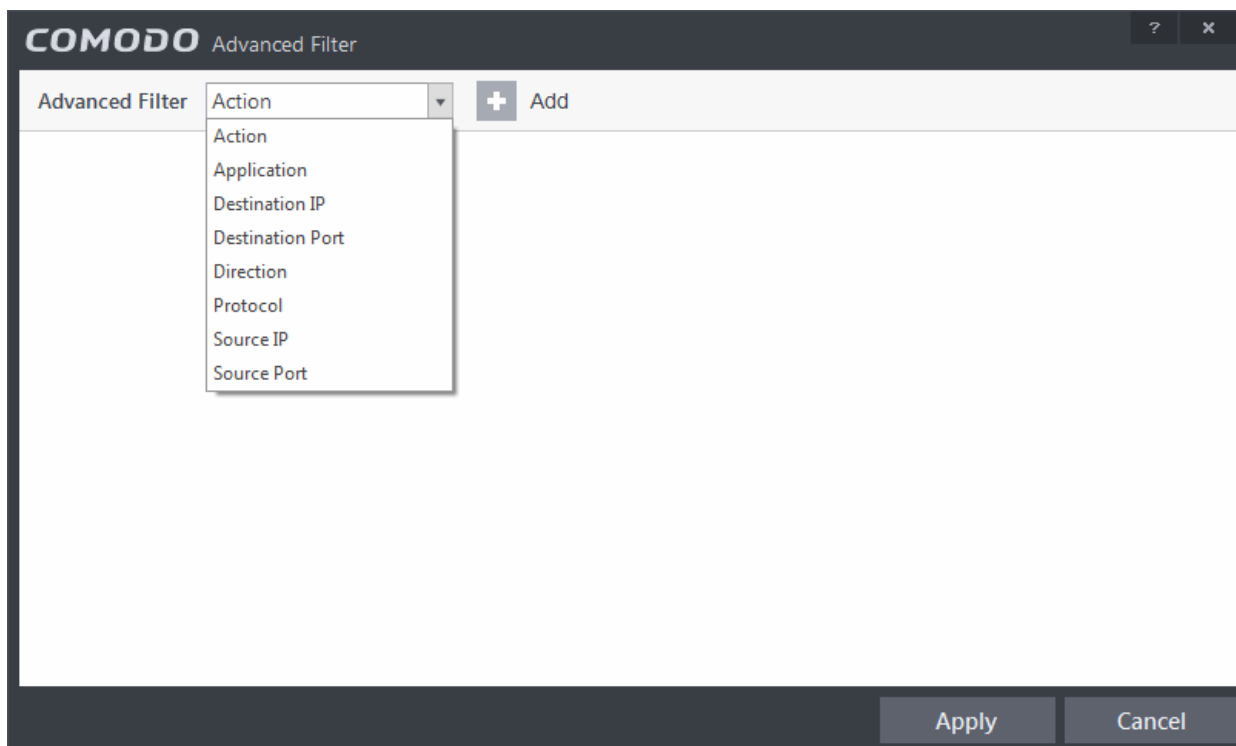 COMODO Advanced Filter ? ×
Advanced Filter Action + Add
Action
Application
Destination IP
Destination Port
Direction
Protocol
Source IP
Source Port
Apply Cancel